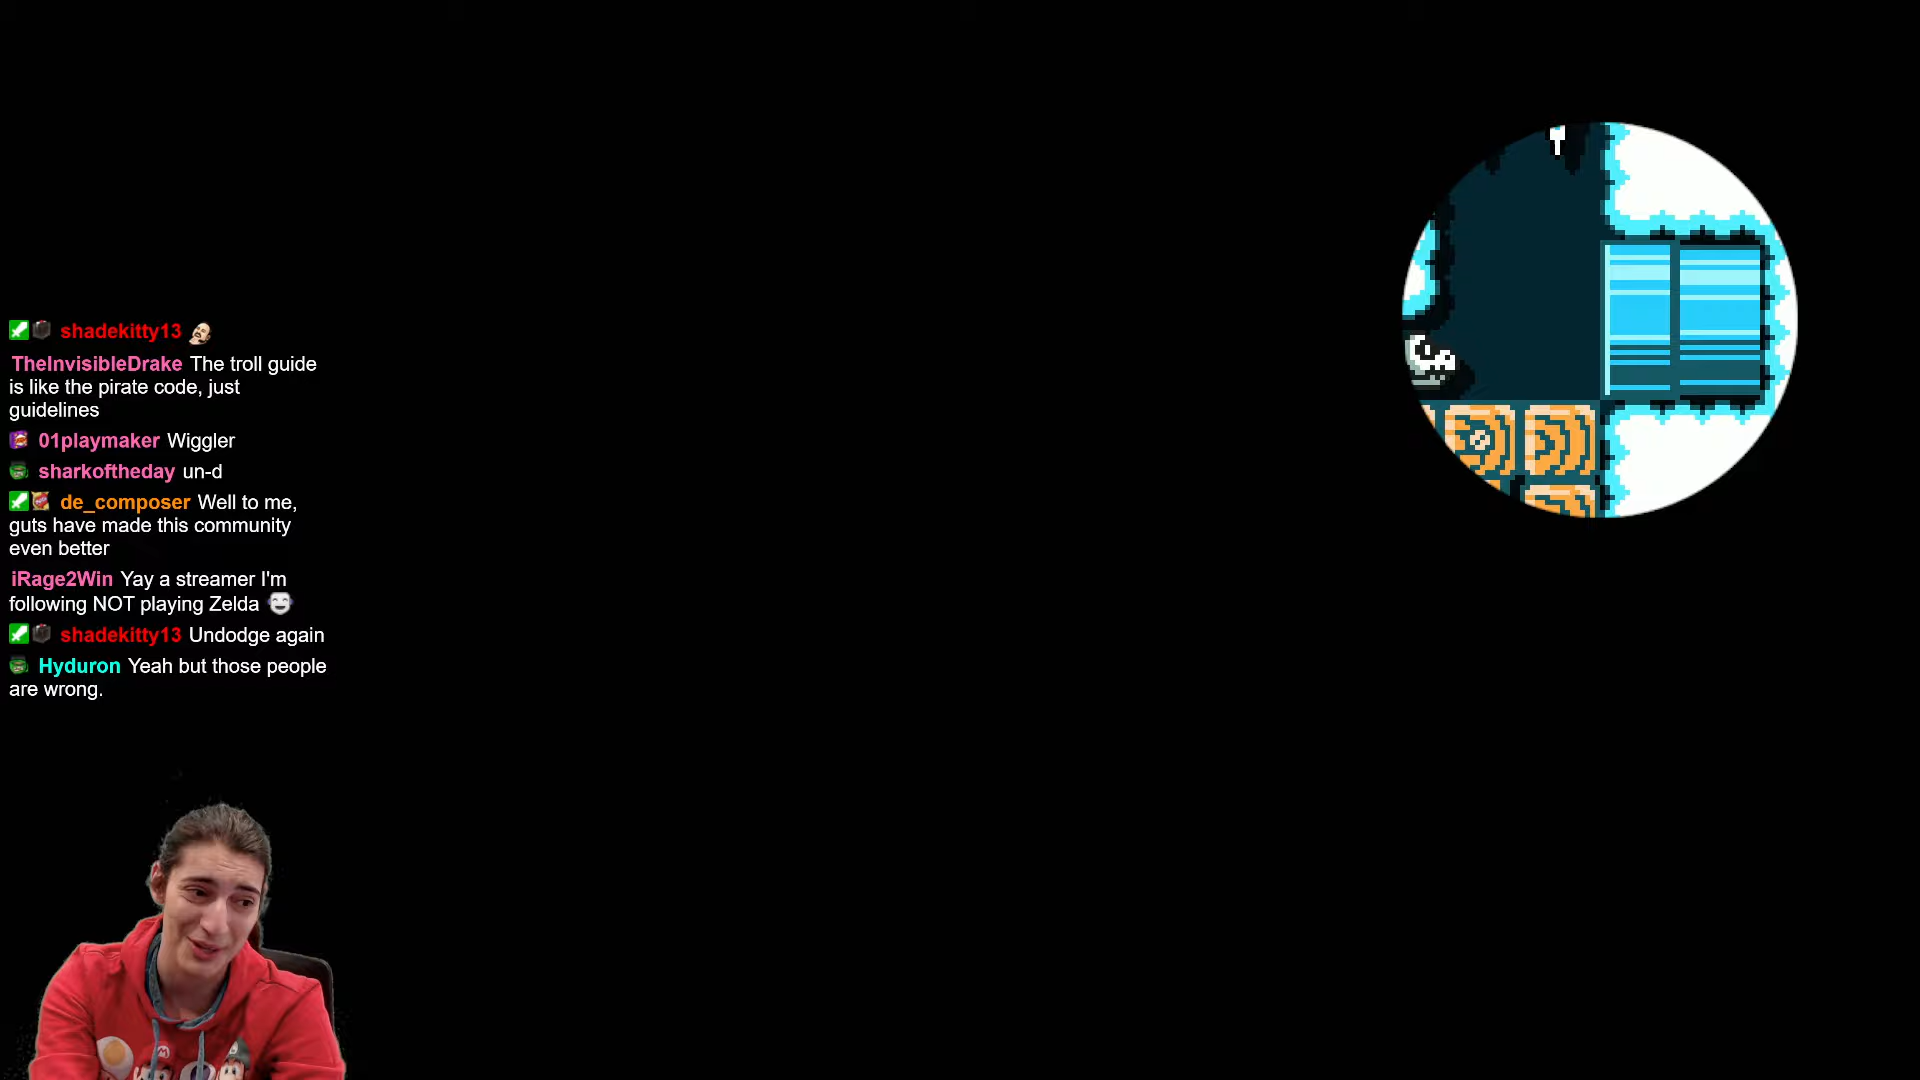 shadekitty13
TheInvisibleDrake The troll guide
is like the pirate code, just
guidelines
01playmaker Wiggler
sharkoftheday un-d
de_composer Well to me,
guts have made this community
even better
iRage2Win Yay a streamer I'm
following NOT playing Zelda
shadekitty13 Undodge again
Hyduron Yeah but those people
are wrong.